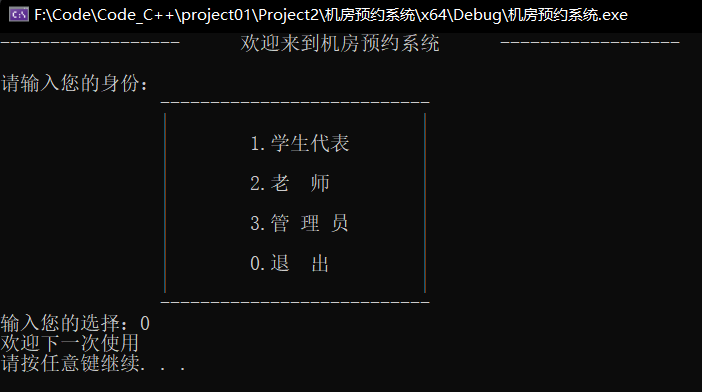 F:\Code\Code_C++\project01\Project2\机房预约系统\x64\Debug\机房预约系统.exe
------------------ 欢迎来到机房预约系统 ------------------
请输入您的身份：
---------------------------
1.学生代表
2.老 师
3.管 理 员
0.退 出
---------------------------
输入您的选择：0
欢迎下一次使用
请按任意键继续. . .